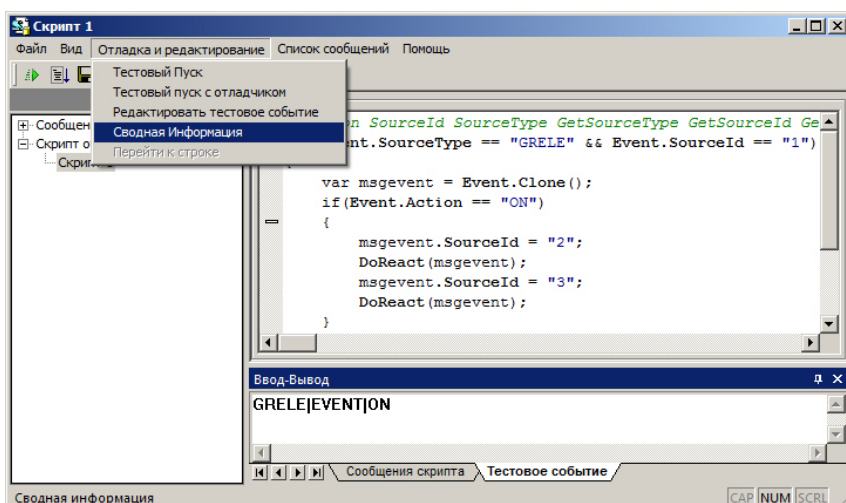 Скрипт 1
Файл Вид Отладка и редактирование Список сообщений Помощь
Тестовый Пуск
Тестовый пуск с отладчиком
Редактировать тестовое событие
Сводная Информация
Перейти к строке
Сообщен
Скрипт о
Скрип
n SourceId SourceType GetSourceType GetSourceId Ge
nt.SourceType == "GRELE" && Event.SourceId == "1")
var msgevent = Event.Clone();
if(Event.Action == "ON")
{
msgevent.SourceId = "2";
DoReact(msgevent);
msgevent.SourceId = "3";
DoReact(msgevent);
}
Ввод-Вывод
GRELE|EVENT|ON
Сообщения скрипта Тестовое событие
Сводная информация CAP NUM SCRL